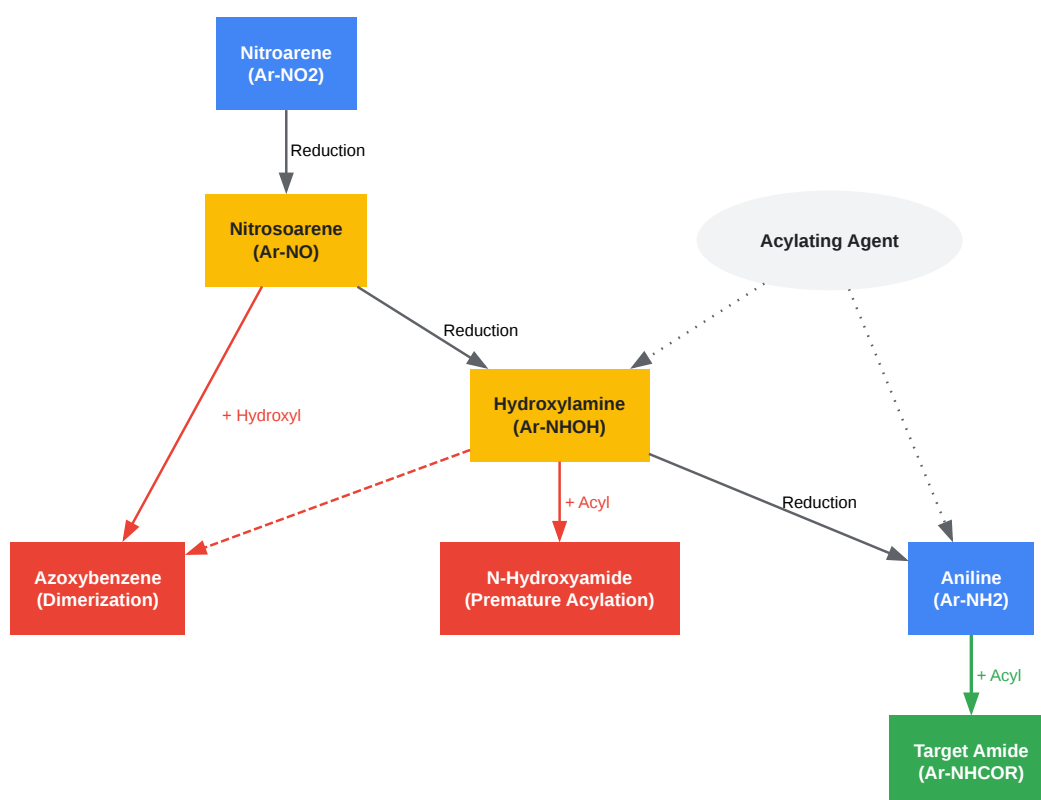 Nitroarene
(Ar-NO2)
Reduction
Nitrosoarene
(Ar-NO)
Acylating Agent
Reduction
Hydroxylamine
(Ar-NHOH)
+ Hydroxyl
+ Acyl
Reduction
Azoxybenzene
(Dimerization)
N-Hydroxyamide
(Premature Acylation)
Aniline
(Ar-NH2)
+ Acyl
Target Amide
(Ar-NHCOR)